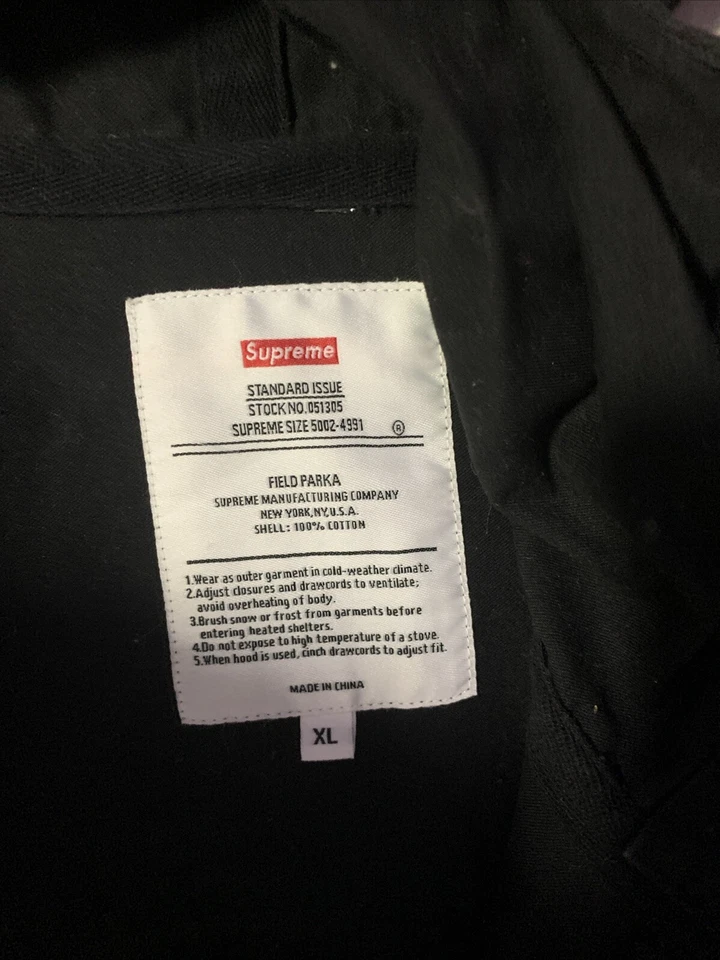 Supreme
STANDARD ISSUE
STOCK NO. 051305
SUPREME SIZE 5002-4991 ®
FIELD PARKA
SUPREME MANUFACTURING COMPANY
NEW YORK, NY, U.S.A.
SHELL: 100% COTTON
1.Wear as outer garment in cold-weather climate.
2.Adjust closures and drawcords to ventilate;
avoid overheating of body.
3.Brush snow or frost from garments before
entering heated shelters.
4.Do not expose to high temperature of a stove.
5.When hood is used, cinch drawcords to adjust fit.
MADE IN CHINA
XL